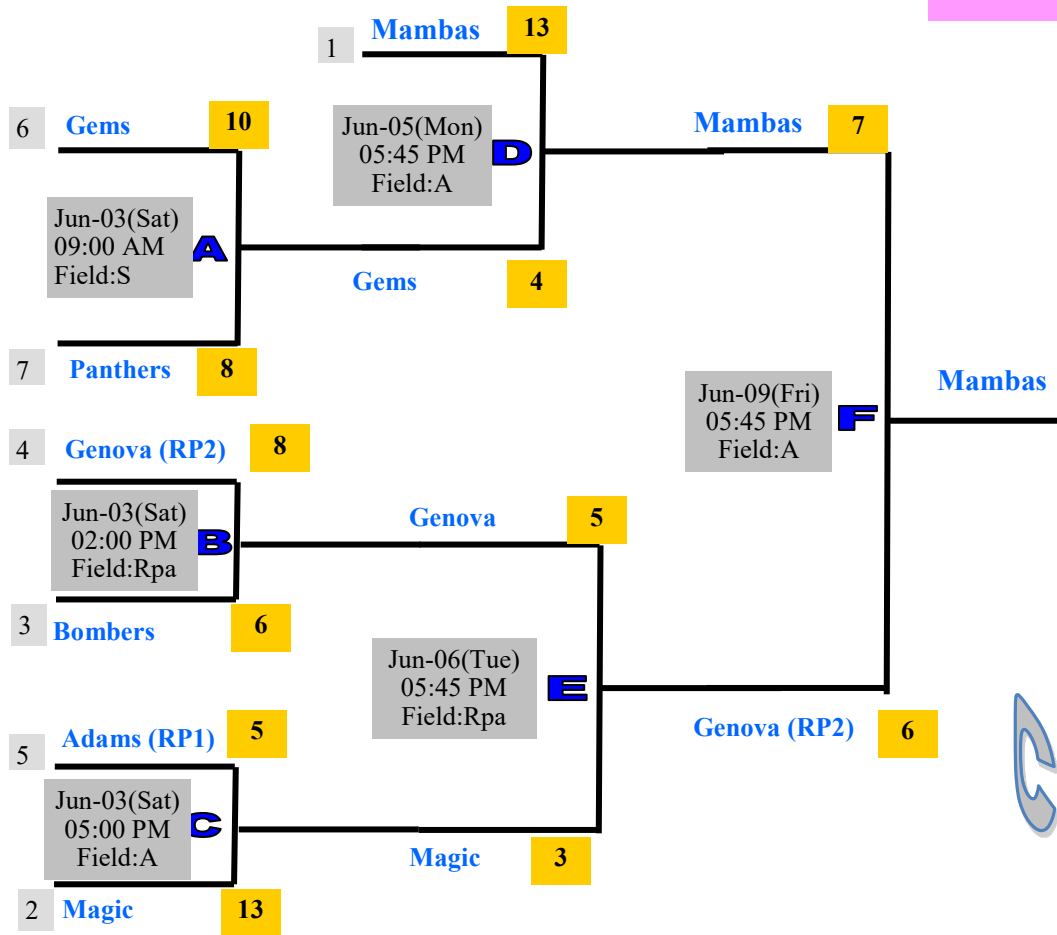 1
Mambas
13
6
Gems
10
Jun-05(Mon)
05:45 PM
Field:A
D
Mambas
7
Jun-03(Sat)
09:00 AM
Field:S
A
Gems
4
7
Panthers
8
Jun-09(Fri)
05:45 PM
Field:A
F
Mambas
4
Genova (RP2)
8
Jun-03(Sat)
02:00 PM
Field:Rpa
B
Genova
5
3
Bombers
6
Jun-06(Tue)
05:45 PM
Field:Rpa
E
Genova (RP2)
6
5
Adams (RP1)
5
Jun-03(Sat)
05:00 PM
Field:A
C
Magic
3
2
Magic
13
C